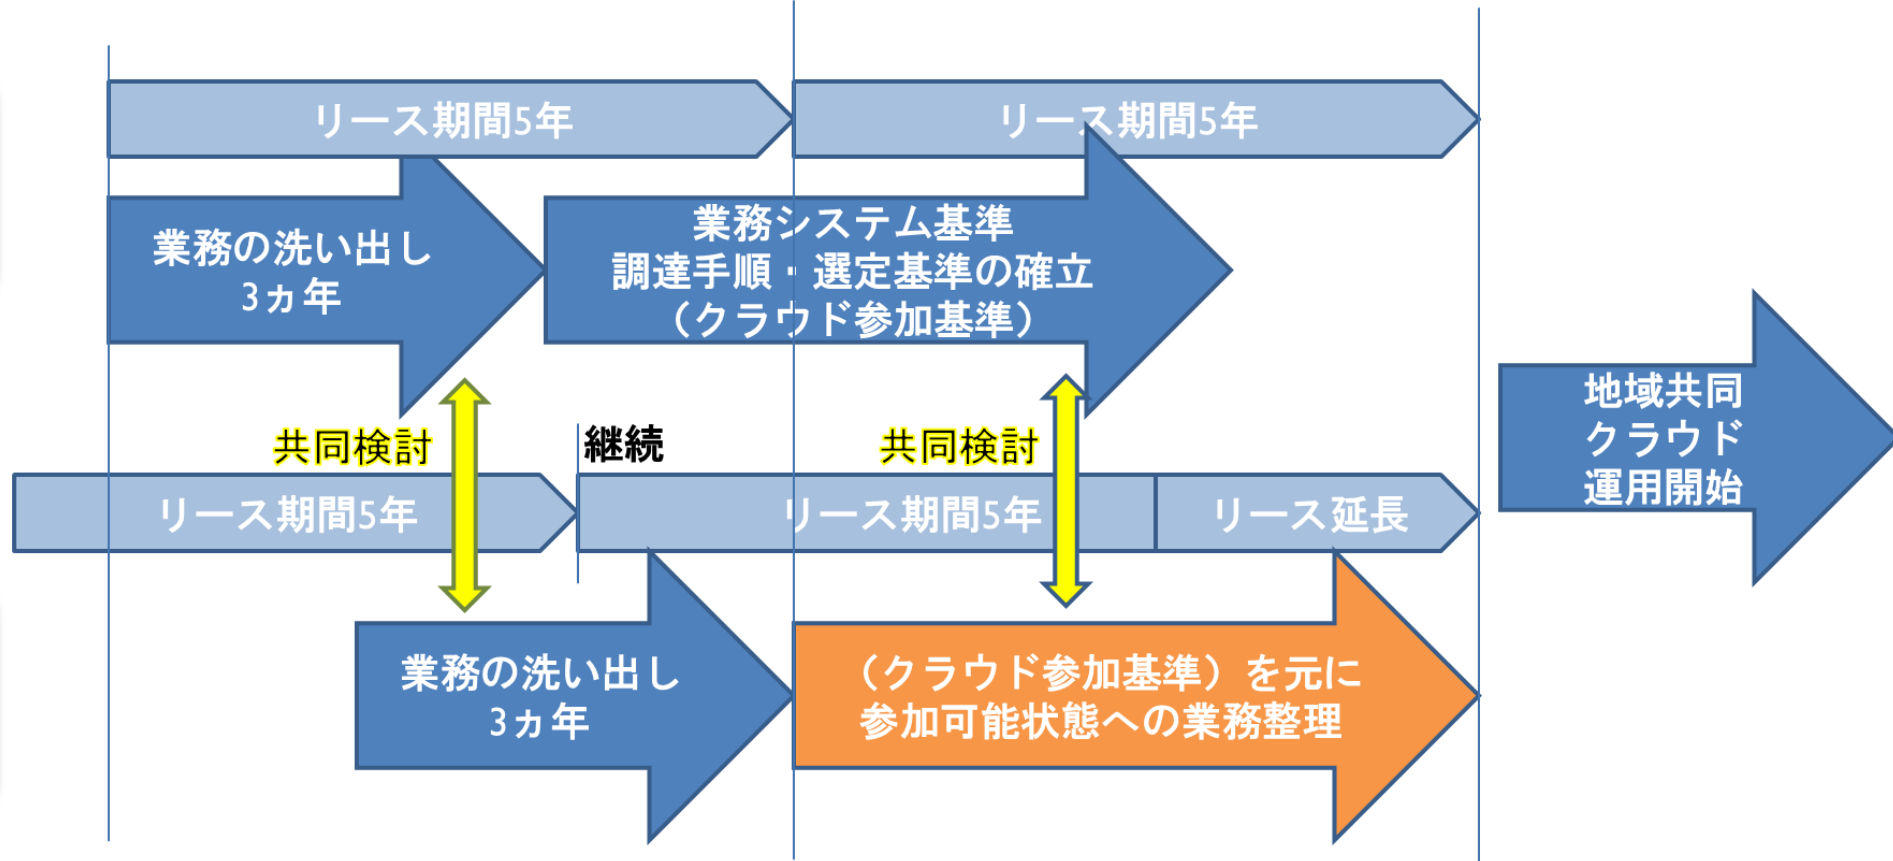 リース期間5年
リース期間5年
業務の洗い出し
3ヵ年
業務システム基準
調達手順・選定基準の確立
（クラウド参加基準）
地域共同
クラウド
運用開始
共同検討
継続
共同検討
リース期間5年
リース期間5年
リース延長
業務の洗い出し
3ヵ年
（クラウド参加基準）を元に
参加可能状態への業務整理